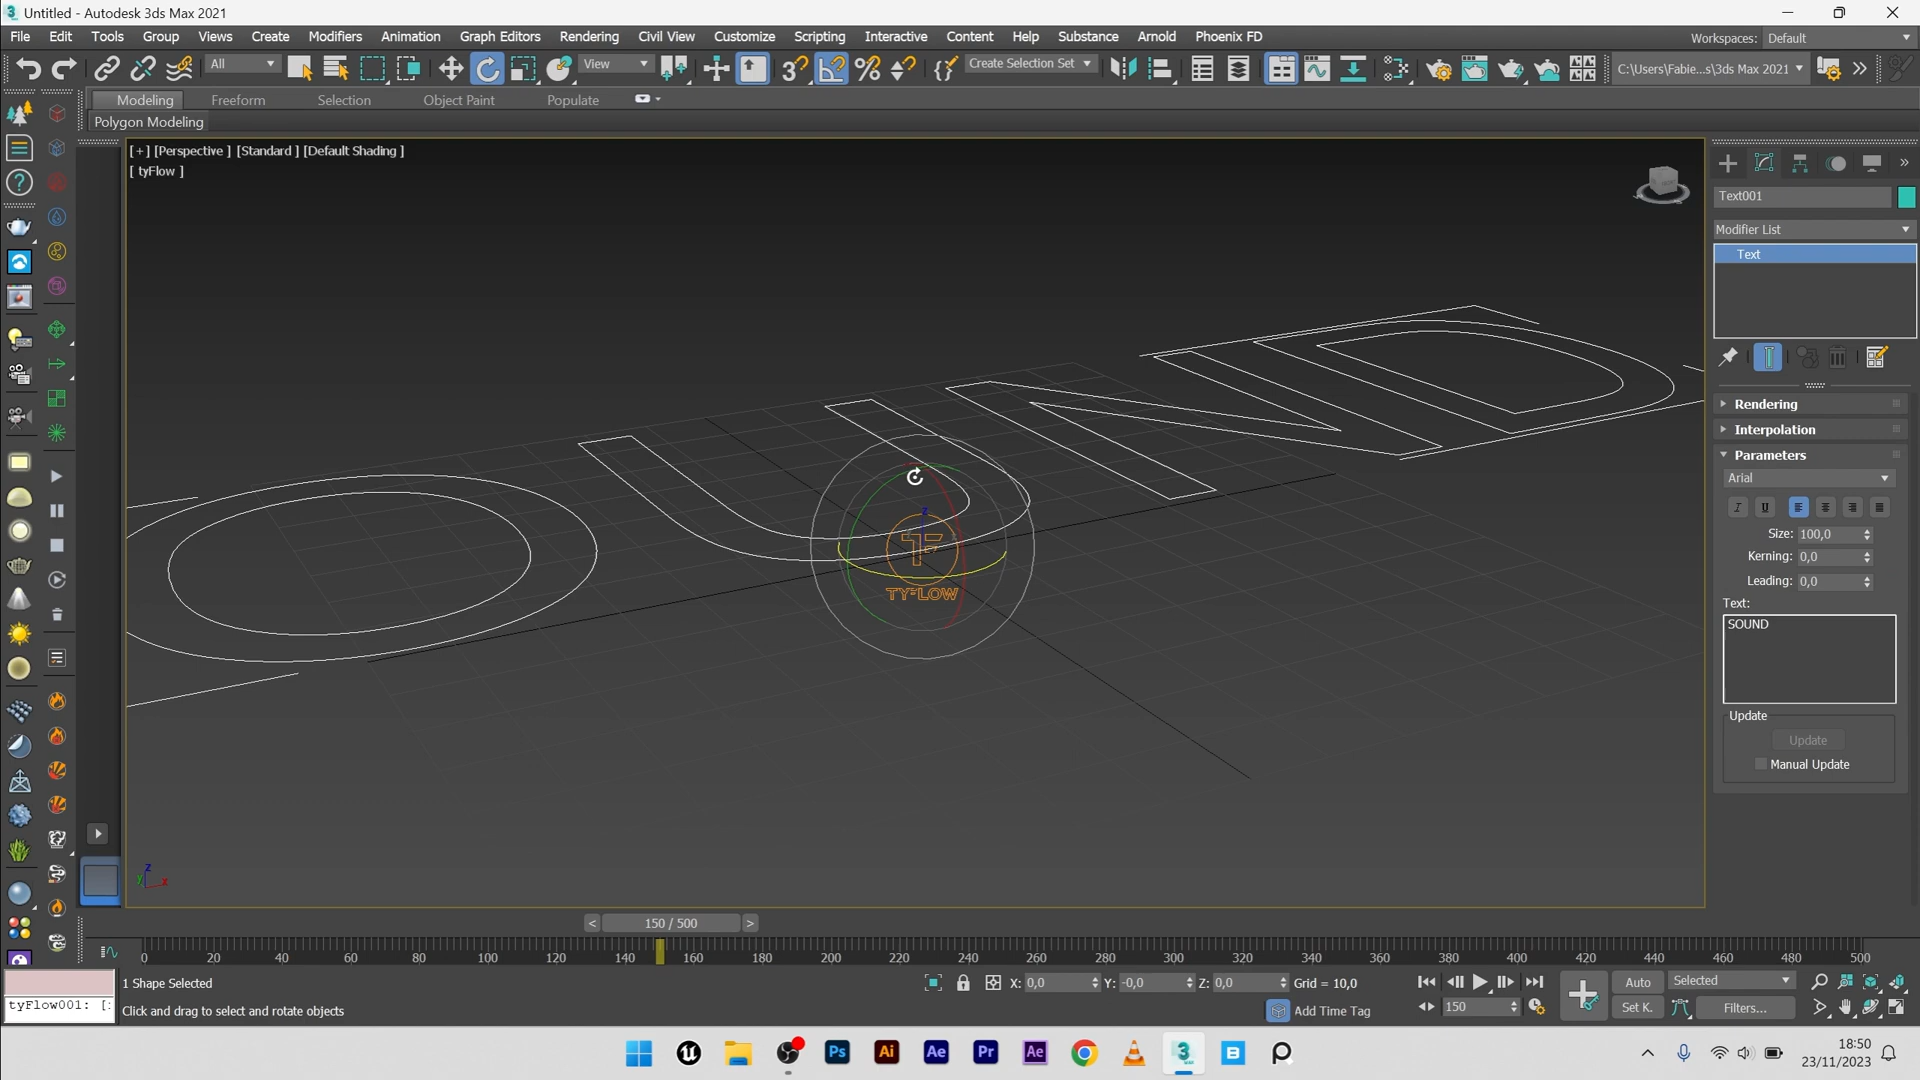 Untitled - Autodesk 3ds Max 2021
File Edit Tools Group Views Create Modifiers Animation Graph Editors Rendering Civil View Customize Scripting Interactive Content Help Substance Arnold Phoenix FD
Workspaces: Default
All
View
Create Selection Set
C:\Users\Fabie...s\3ds Max 2021
Modeling Freeform Selection Object Paint Populate
Polygon Modeling
[+] [Perspective ] [Standard ] [Default Shading ]
[ tyFlow ]
Text001
Modifier List
Text
Rendering
Interpolation
Parameters
Arial
Size: 100,0
Kerning: 0,0
Leading: 0,0
Text:
SOUND
Update
Update
Manual Update
OUND
TYFLOW
z
150 / 500
0 20 40 60 80 100 120 140 160 180 200 220 240 260 280 300 320 340 360 380 400 420 440 460 480 500
1 Shape Selected
X: 0,0 Y: -0,0 Z: 0,0 Grid = 10,0
Auto Selected
tyFlow001: [
Click and drag to select and rotate objects
Add Time Tag
150
Set K. Filters...
18:50
23/11/2023